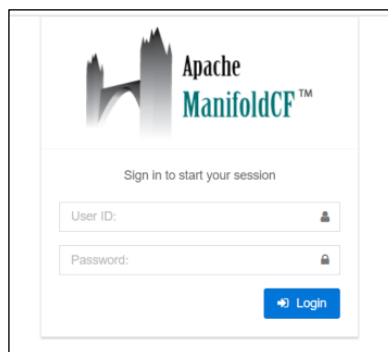 Apache
ManifoldCF™
Sign in to start your session
User ID:
Password:
Login